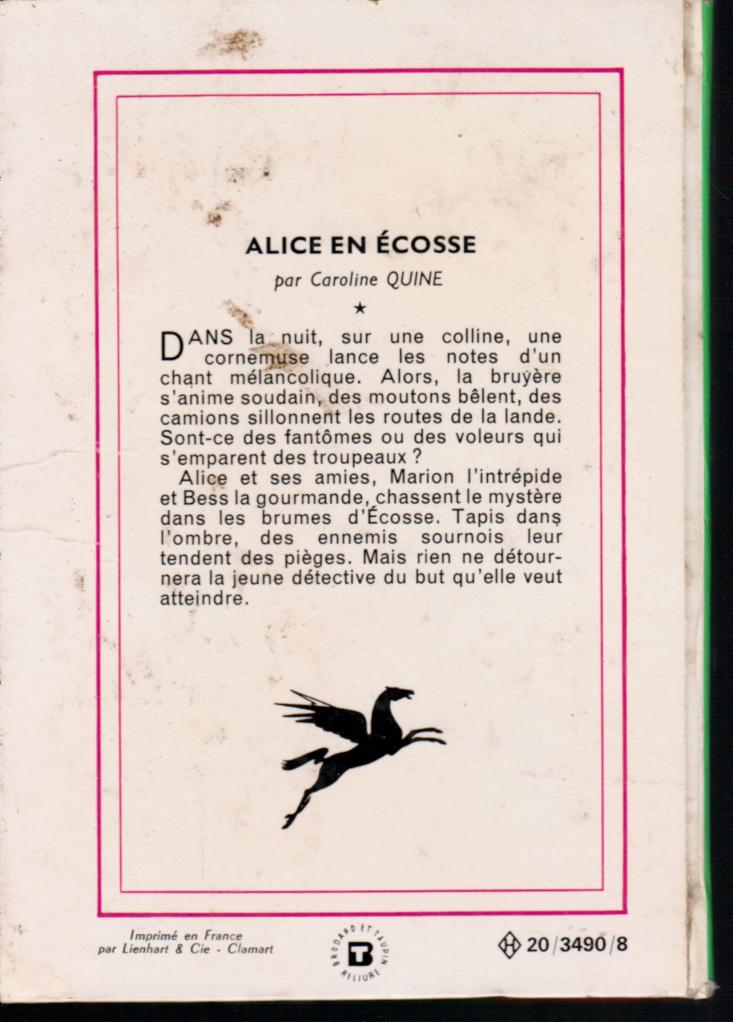 ALICE EN ÉCOSSE
par Caroline QUINE
DANS la nuit, sur une colline, une
cornemuse lance les notes d'un
chant mélancolique. Alors, la bruyère
s'anime soudain, des moutons bêlent, des
camions sillonnent les routes de la lande.
Sont-ce des fantômes ou des voleurs qui
s'emparent des troupeaux ?
Alice et ses amies, Marion l'intrépide
et Bess la gourmande, chassent le mystère
dans les brumes d'Écosse. Tapis dans
l'ombre, des ennemis sournois leur
tendent des pièges. Mais rien ne détour-
nera la jeune détective du but qu'elle veut
atteindre.
Imprimé en France
par Lienhart & Cie - Clamart
BRODARD ET TAUPIN
BT
RELIURE
H 20/3490/8